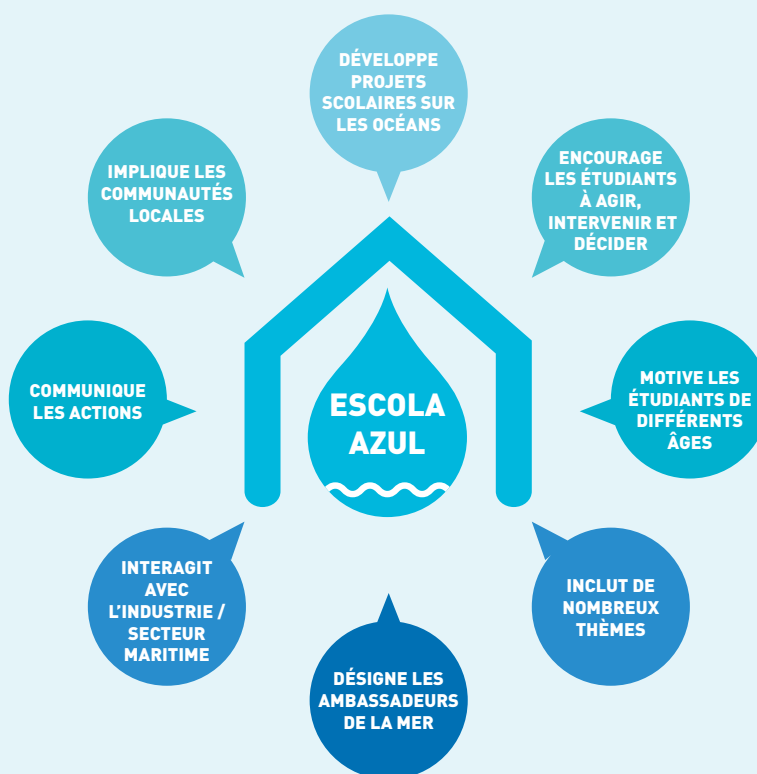 DÉVELOPPE
PROJETS
SCOLAIRES SUR
LES OCÉANS
ENCOURAGE
LES ÉTUDIANTS
À AGIR,
INTERVENIR ET
DÉCIDER
MOTIVE LES
ÉTUDIANTS DE
DIFFÉRENTS
ÂGES
INCLUT DE
NOMBREUX
THÈMES
DÉSIGNE LES
AMBASSADEURS
DE LA MER
INTERAGIT
AVEC
L'INDUSTRIE /
SECTEUR
MARITIME
COMMUNIQUE
LES ACTIONS
IMPLIQUE LES
COMMUNAUTÉS
LOCALES
ESCOLA
AZUL